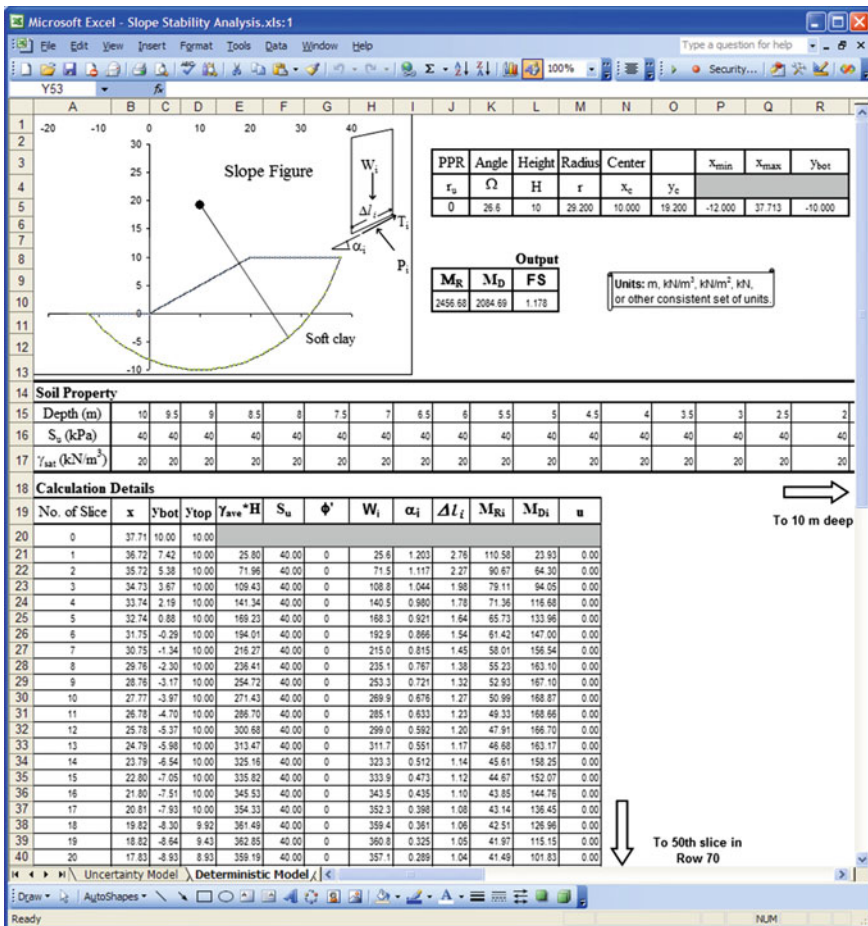 Microsoft Excel - Slope Stability Analysis.xls:1
File Edit View Insert Format Tools Data Window Help Type a question for help
100% Security...
Y53 fx
A B C D E F G H I J K L M N O P Q R
-20 -10 0 10 20 30 40
30
25
20
15
10
5
0
-5
-10
Slope Figure
Soft clay
Wi
Δli
Ti
αi
Pi
PPR Angle Height Radius Center xmin xmax ybot
ru Ω H r xc yc
0 26.6 10 29.200 10.000 19.200 -12.000 37.713 -10.000
Output
MR MD FS
2456.68 2084.69 1.178
Units: m, kN/m³, kN/m², kN,
or other consistent set of units.
14 Soil Property
15 Depth (m) 10 9.5 9 8.5 8 7.5 7 6.5 6 5.5 5 4.5 4 3.5 3 2.5 2
16 Su (kPa) 40 40 40 40 40 40 40 40 40 40 40 40 40 40 40 40 40
17 γsat (kN/m³) 20 20 20 20 20 20 20 20 20 20 20 20 20 20 20 20 20
18 Calculation Details
19 No. of Slice x ybot ytop γave*H Su ϕ' Wi αi Δli MRi MDi u
To 10 m deep
20 0 37.71 10.00 10.00
21 1 36.72 7.42 10.00 25.80 40.00 0 25.6 1.203 2.76 110.58 23.93 0.00
22 2 35.72 5.38 10.00 71.96 40.00 0 71.5 1.117 2.27 90.67 64.30 0.00
23 3 34.73 3.67 10.00 109.43 40.00 0 108.8 1.044 1.98 79.11 94.05 0.00
24 4 33.74 2.19 10.00 141.34 40.00 0 140.5 0.980 1.78 71.36 116.68 0.00
25 5 32.74 0.88 10.00 169.23 40.00 0 168.3 0.921 1.64 65.73 133.96 0.00
26 6 31.75 -0.29 10.00 194.01 40.00 0 192.9 0.866 1.54 61.42 147.00 0.00
27 7 30.75 -1.34 10.00 216.27 40.00 0 215.0 0.815 1.45 58.01 156.54 0.00
28 8 29.76 -2.30 10.00 236.41 40.00 0 235.1 0.767 1.38 55.23 163.10 0.00
29 9 28.76 -3.17 10.00 254.72 40.00 0 253.3 0.721 1.32 52.93 167.10 0.00
30 10 27.77 -3.97 10.00 271.43 40.00 0 269.9 0.676 1.27 50.99 168.87 0.00
31 11 26.78 -4.70 10.00 286.70 40.00 0 285.1 0.633 1.23 49.33 168.66 0.00
32 12 25.78 -5.37 10.00 300.68 40.00 0 299.0 0.592 1.20 47.91 166.70 0.00
33 13 24.79 -5.98 10.00 313.47 40.00 0 311.7 0.551 1.17 46.68 163.17 0.00
34 14 23.79 -6.54 10.00 325.16 40.00 0 323.3 0.512 1.14 45.61 158.25 0.00
35 15 22.80 -7.05 10.00 335.82 40.00 0 333.9 0.473 1.12 44.67 152.07 0.00
36 16 21.80 -7.51 10.00 345.53 40.00 0 343.5 0.435 1.10 43.85 144.76 0.00
37 17 20.81 -7.93 10.00 354.33 40.00 0 352.3 0.398 1.08 43.14 136.45 0.00
38 18 19.82 -8.30 9.92 361.49 40.00 0 359.4 0.361 1.06 42.51 126.96 0.00
39 19 18.82 -8.64 9.43 362.85 40.00 0 360.8 0.325 1.05 41.97 115.15 0.00
40 20 17.83 -8.93 8.93 359.19 40.00 0 357.1 0.289 1.04 41.49 101.83 0.00
To 50th slice in
Row 70
Uncertainty Model Deterministic Model
Draw AutoShapes
Ready NUM